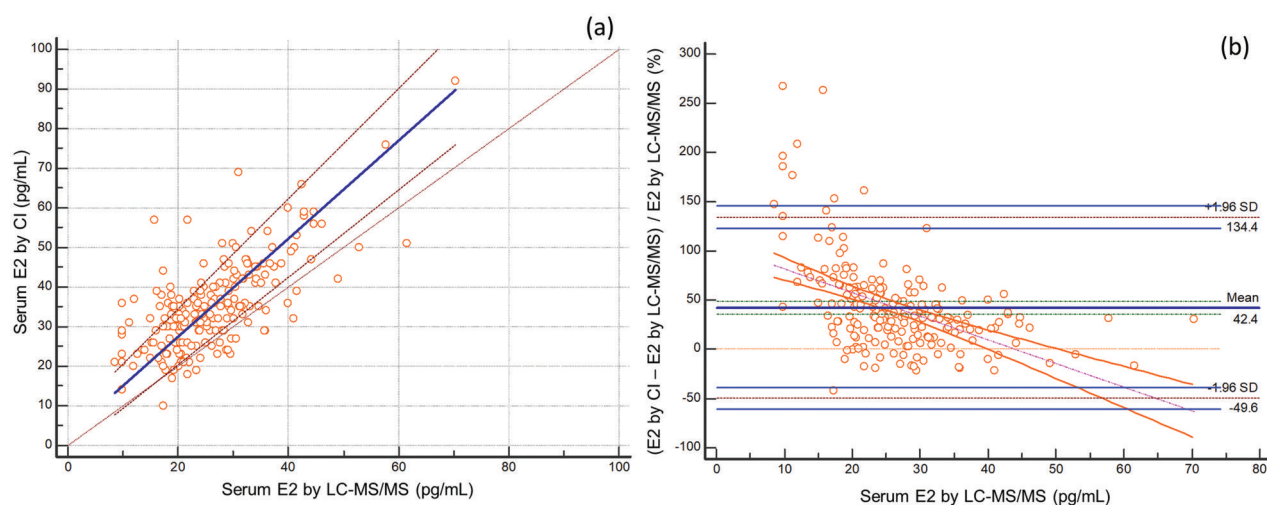 (a)
100
90
80
70
60
50
40
30
20
10
0
Serum E2 by CI (pg/mL)
0 20 40 60 80 100
Serum E2 by LC-MS/MS (pg/mL)
(b)
300
250
200
150
100
50
0
-50
-100
(E2 by CI – E2 by LC-MS/MS) / E2 by LC-MS/MS (%)
+1.96 SD
134.4
Mean
42.4
-1.96 SD
-49.6
0 10 20 30 40 50 60 70 80
Serum E2 by LC-MS/MS (pg/mL)